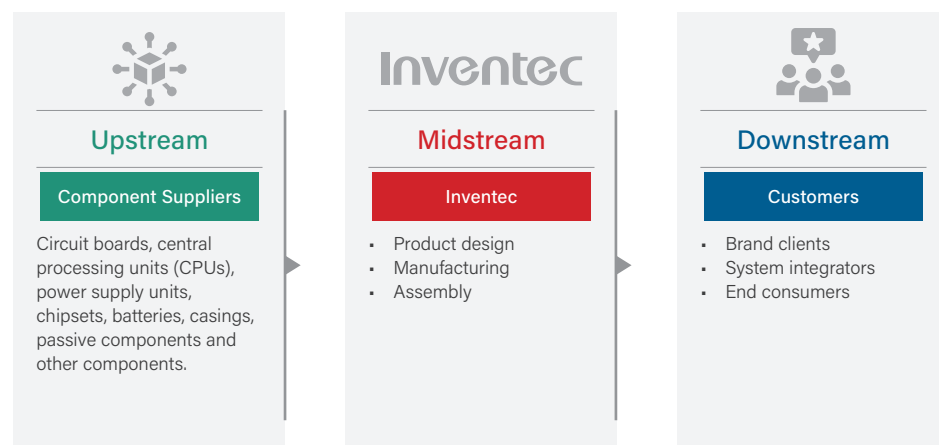 Upstream
Component Suppliers
Circuit boards, central
processing units (CPUs),
power supply units,
chipsets, batteries, casings,
passive components and
other components.
Inventec
Midstream
Inventec
▪ Product design
▪ Manufacturing
▪ Assembly
Downstream
Customers
▪ Brand clients
▪ System integrators
▪ End consumers